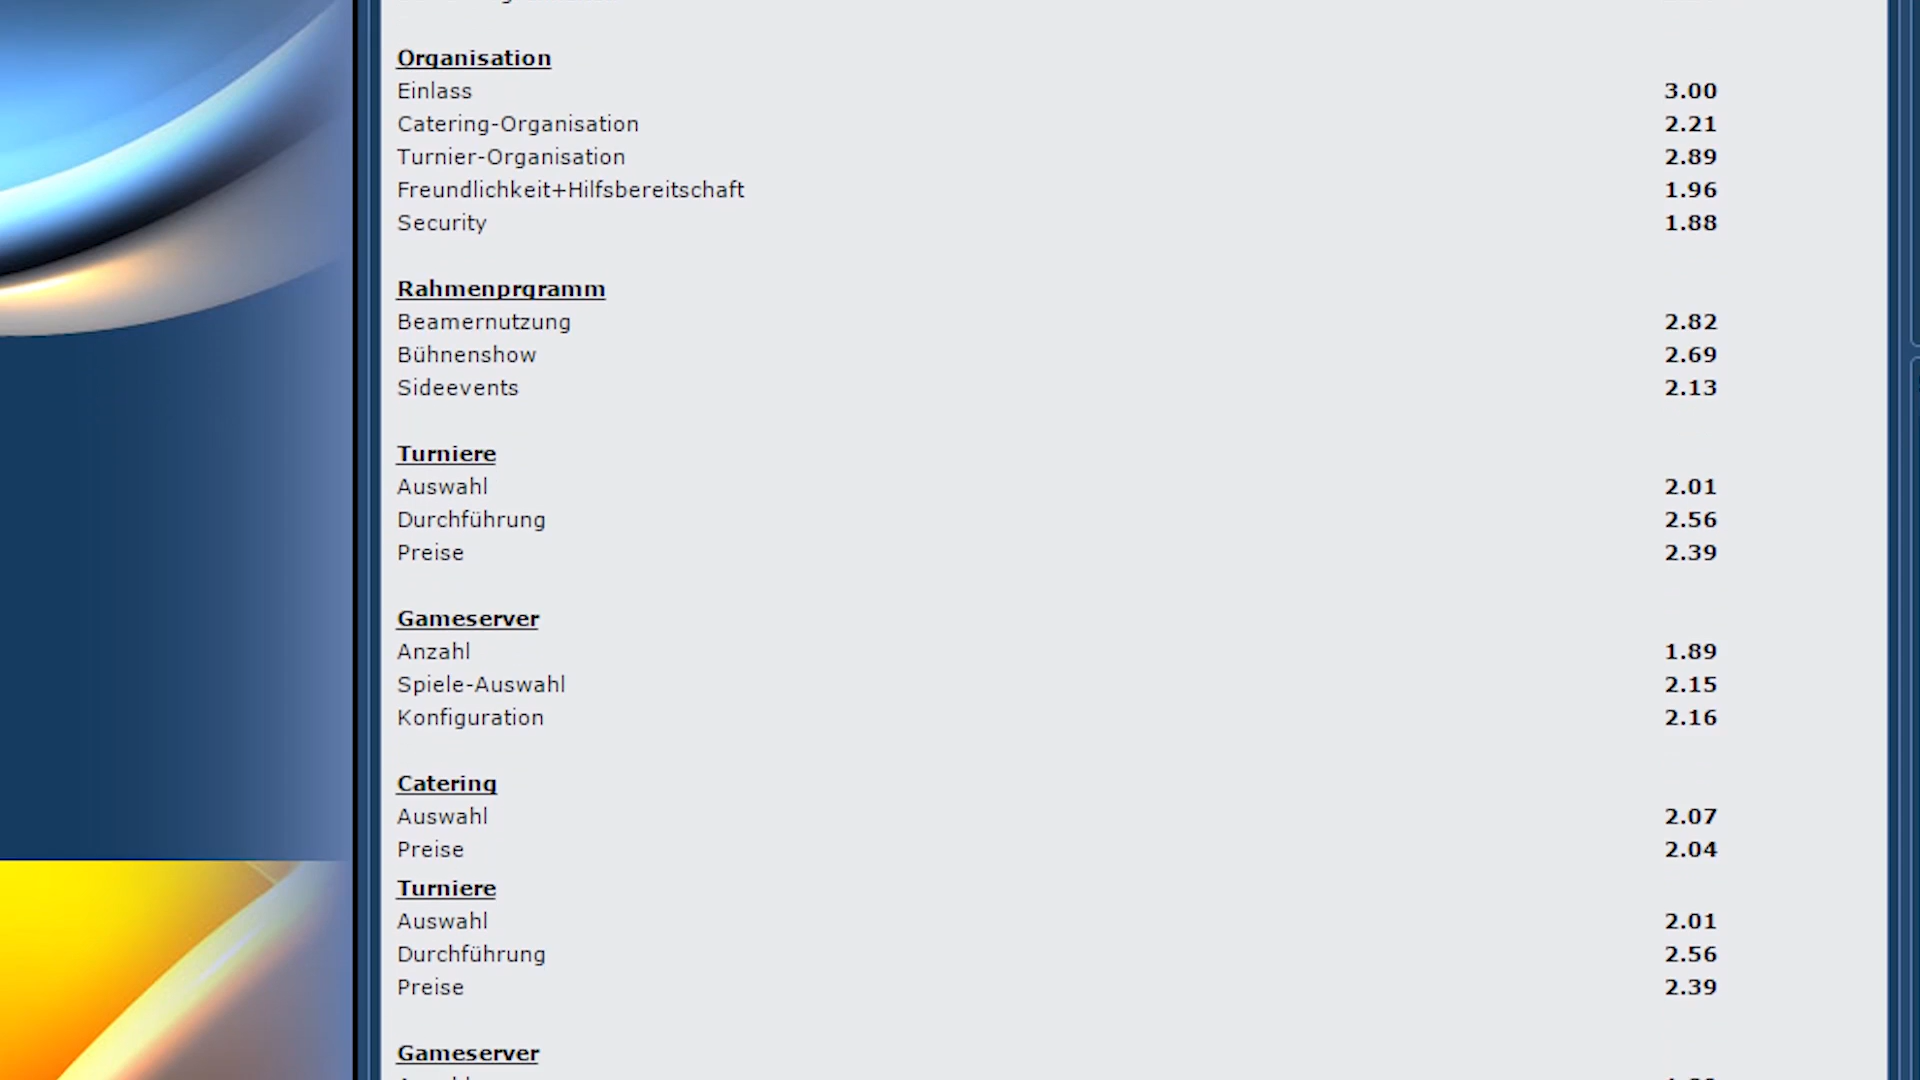 Organisation
Einlass 3.00
Catering-Organisation 2.21
Turnier-Organisation 2.89
Freundlichkeit+Hilfsbereitschaft 1.96
Security 1.88
Rahmenprgramm
Beamernutzung 2.82
Bühnenshow 2.69
Sideevents 2.13
Turniere
Auswahl 2.01
Durchführung 2.56
Preise 2.39
Gameserver
Anzahl 1.89
Spiele-Auswahl 2.15
Konfiguration 2.16
Catering
Auswahl 2.07
Preise 2.04
Turniere
Auswahl 2.01
Durchführung 2.56
Preise 2.39
Gameserver